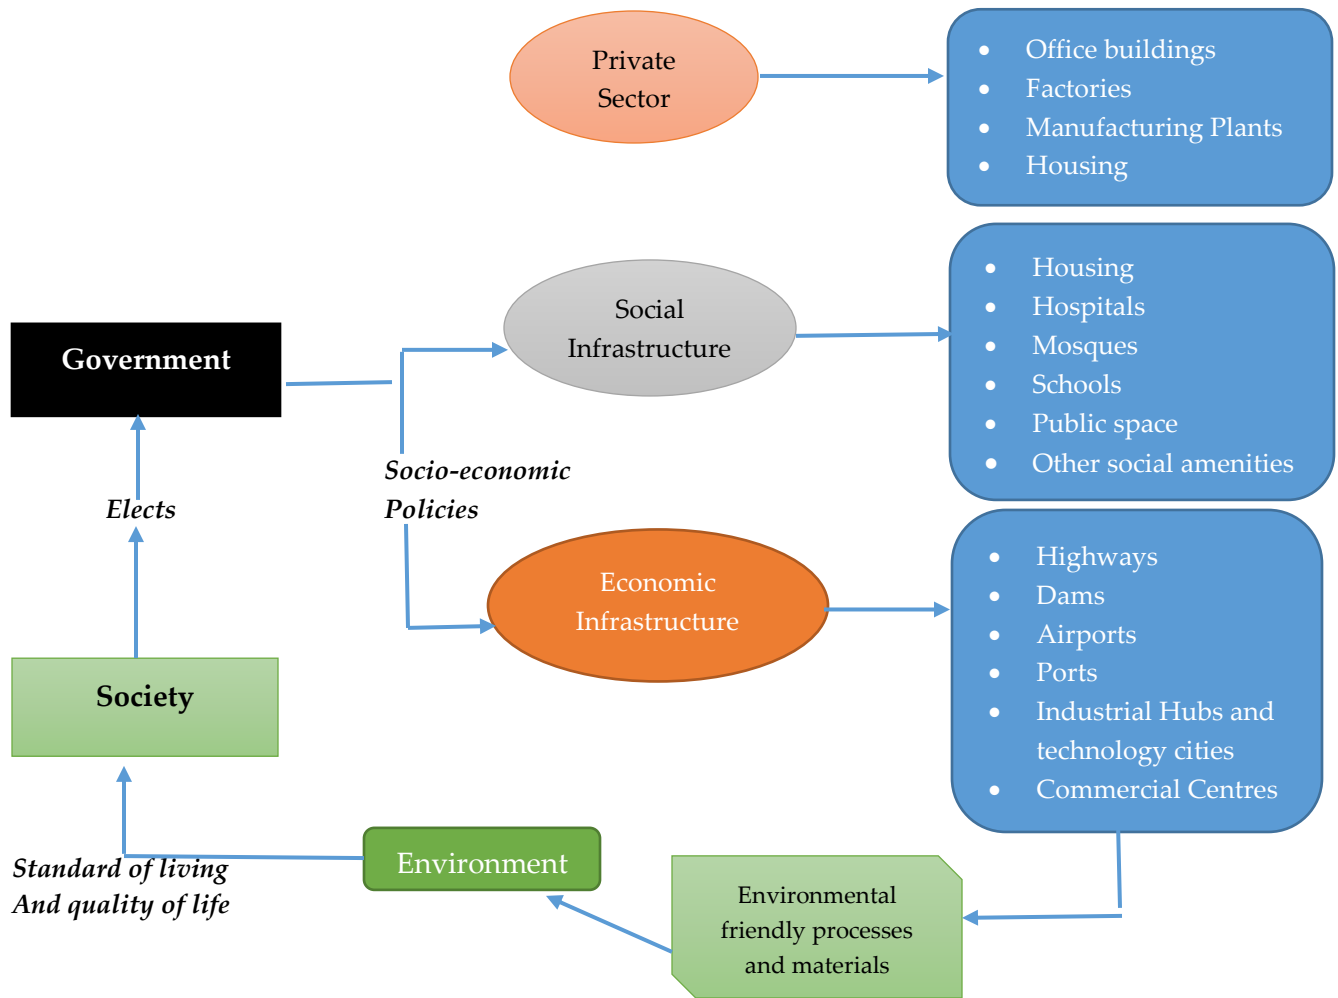 Private
Sector
• Office buildings
• Factories
• Manufacturing Plants
• Housing
Social
Infrastructure
• Housing
• Hospitals
• Mosques
• Schools
• Public space
• Other social amenities
Government
Socio-economic
Policies
Elects
Economic
Infrastructure
• Highways
• Dams
• Airports
• Ports
• Industrial Hubs and
technology cities
• Commercial Centres
Society
Environment
Standard of living
And quality of life
Environmental
friendly processes
and materials